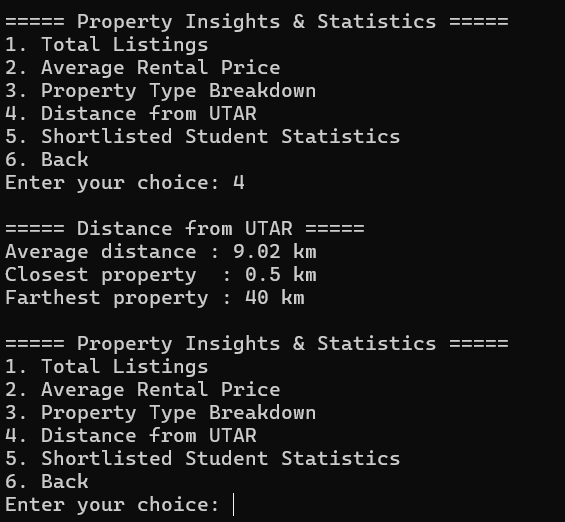 ===== Property Insights & Statistics =====
1. Total Listings
2. Average Rental Price
3. Property Type Breakdown
4. Distance from UTAR
5. Shortlisted Student Statistics
6. Back
Enter your choice: 4
===== Distance from UTAR =====
Average distance : 9.02 km
Closest property  : 0.5 km
Farthest property : 40 km
===== Property Insights & Statistics =====
1. Total Listings
2. Average Rental Price
3. Property Type Breakdown
4. Distance from UTAR
5. Shortlisted Student Statistics
6. Back
Enter your choice: